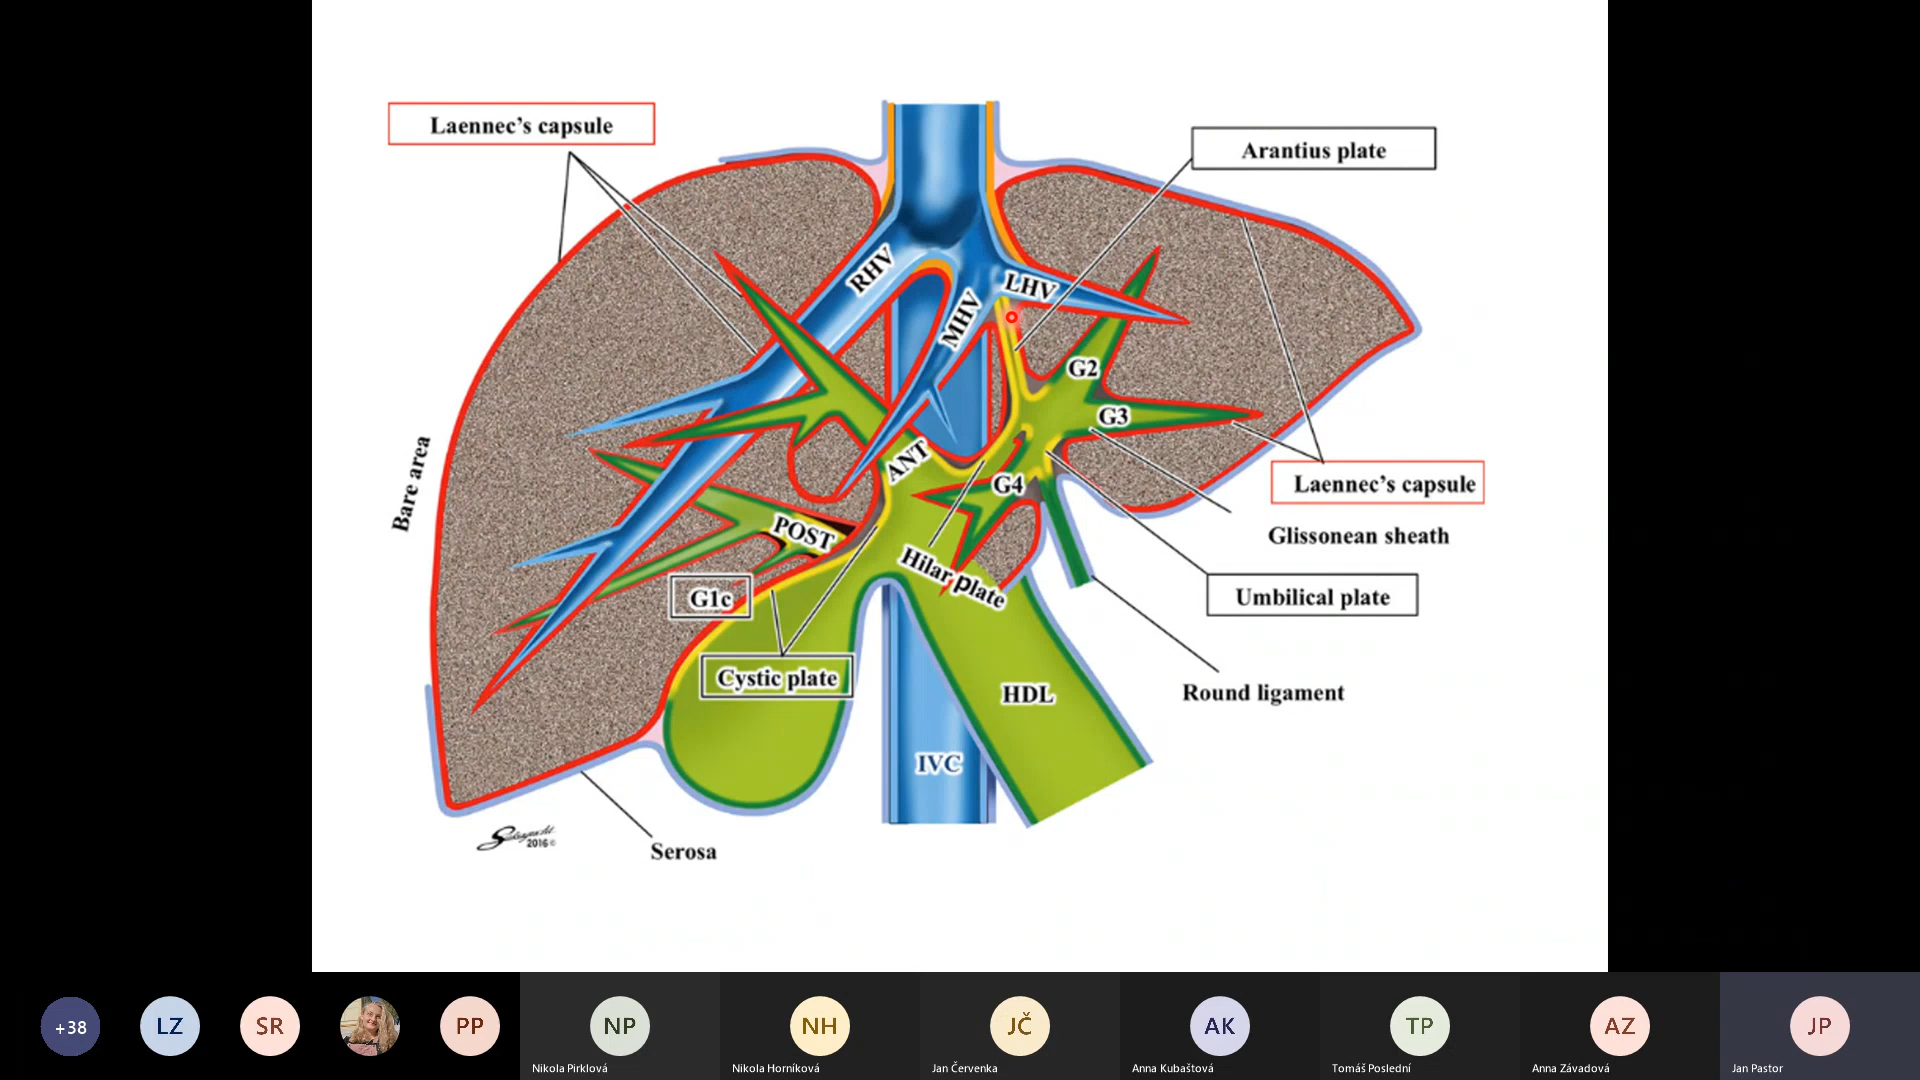 Laennec’s capsule
Arantius plate
RHV
LHV
MHV
G2
G3
ANT
G4
Bare area
Laennec’s capsule
POST
Glissonean sheath
Hilar plate
G1c
Umbilical plate
Cystic plate
HDL
Round ligament
IVC
2016 ©
Serosa
+38
LZ
SR
PP
NP
NH
JČ
AK
TP
AZ
JP
Nikola Pirklová
Nikola Horníková
Jan Červenka
Anna Kubaštová
Tomáš Poslední
Anna Závadová
Jan Pastor